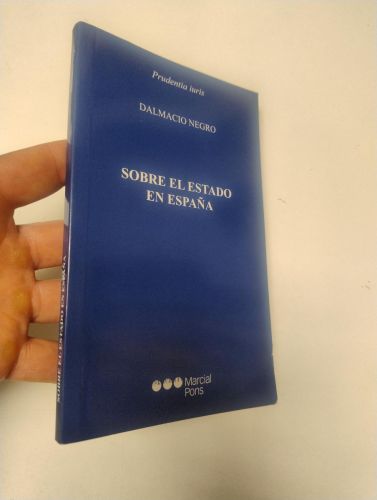 Prudentia iuris
DALMACIO NEGRO
SOBRE EL ESTADO
EN ESPAÑA
Marcial
Pons
SOBRE EL ESTADO EN ESPAÑA